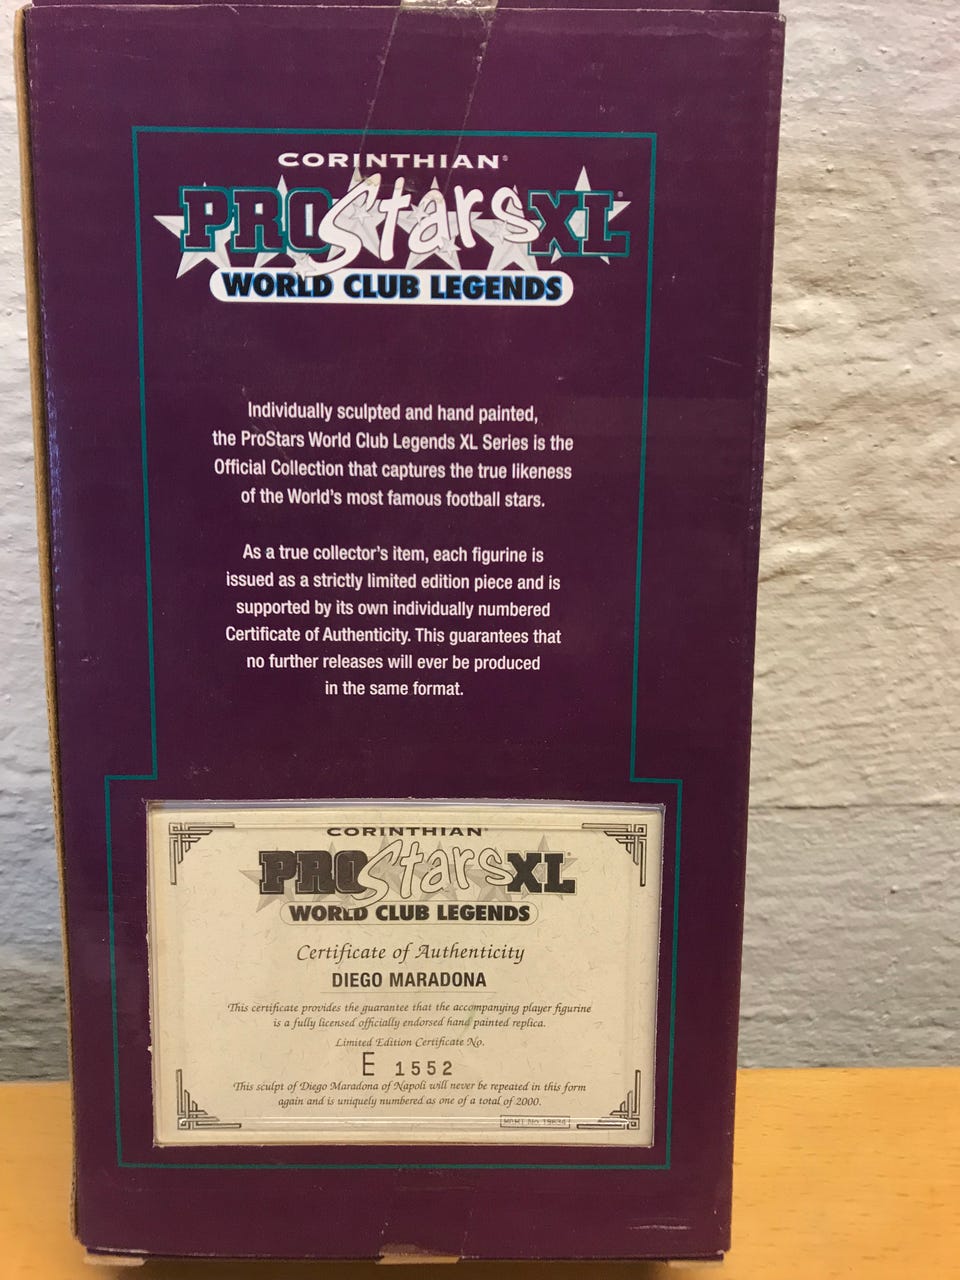 CORINTHIAN®
PROStarsXL®
WORLD CLUB LEGENDS
Individually sculpted and hand painted,
the ProStars World Club Legends XL Series is the
Official Collection that captures the true likeness
of the World's most famous football stars.
As a true collector's item, each figurine is
issued as a strictly limited edition piece and is
supported by its own individually numbered
Certificate of Authenticity. This guarantees that
no further releases will ever be produced
in the same format.
CORINTHIAN®
PROStarsXL®
WORLD CLUB LEGENDS
Certificate of Authenticity
DIEGO MARADONA
This certificate provides the guarantee that the accompanying player figurine
is a fully licensed officially endorsed hand painted replica.
Limited Edition Certificate No.
E 1552
This sculpt of Diego Maradona of Napoli will never be repeated in this form
again and is uniquely numbered as one of a total of 2000.